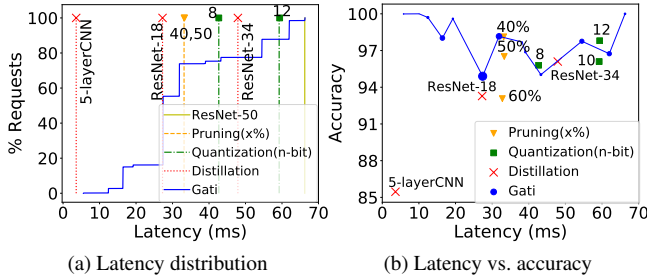 % Requests
100
80
60
40
20
0
0 10 20 30 40 50 60 70
Latency (ms)
5-layerCNN
ResNet-18
40,50
8
ResNet-34
12
ResNet-50
Pruning(x%)
Quantization(n-bit)
Distillation
Gati
(a) Latency distribution
Accuracy
100
97
94
91
88
85
0 10 20 30 40 50 60 70
Latency (ms)
40%
50%
60%
8
12
10
ResNet-18
ResNet-34
5-layerCNN
Pruning(x%)
Quantization(n-bit)
Distillation
Gati
(b) Latency vs. accuracy